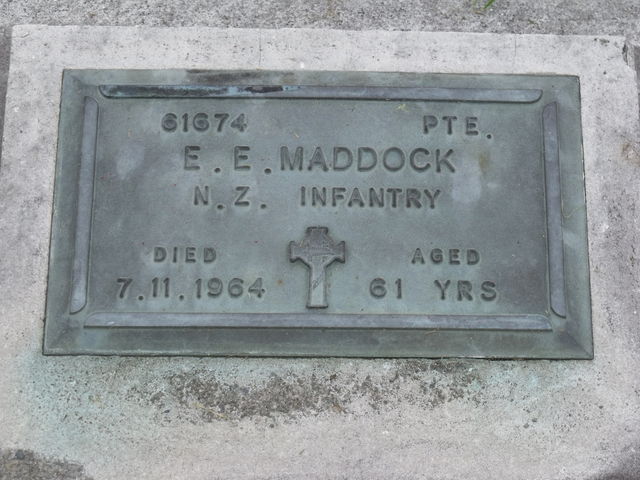 61674 PTE.
E. E. MADDOCK
N.Z. INFANTRY
DIED AGED
7.11.1964 61 YRS